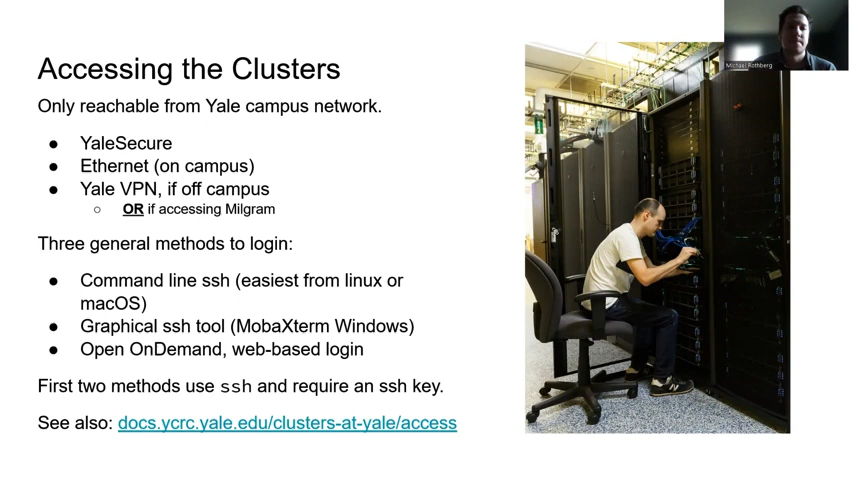 Accessing the Clusters
Only reachable from Yale campus network.
● YaleSecure
● Ethernet (on campus)
● Yale VPN, if off campus
○ OR if accessing Milgram
Three general methods to login:
● Command line ssh (easiest from linux or
macOS)
● Graphical ssh tool (MobaXterm Windows)
● Open OnDemand, web-based login
First two methods use ssh and require an ssh key.
See also: docs.ycrc.yale.edu/clusters-at-yale/access
Michael Rothberg